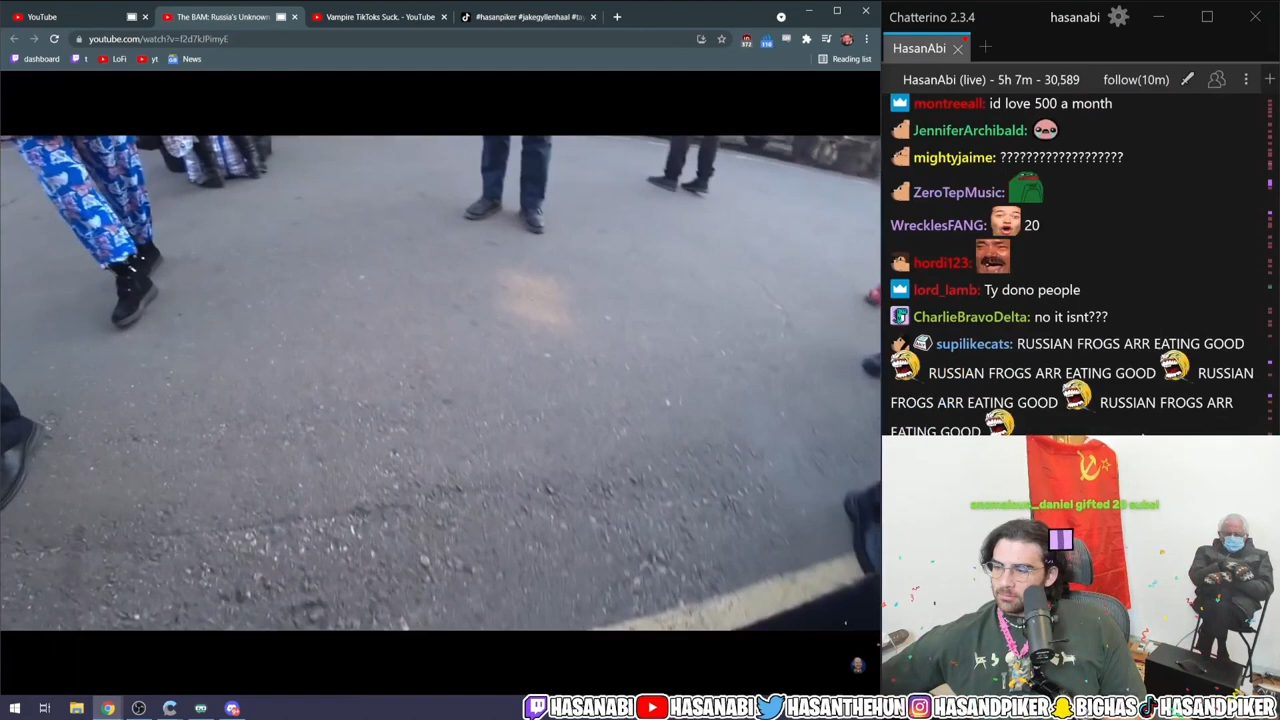 YouTube
The BAM: Russia's Unknown
Vampire TikToks Suck. - YouTube
#hasanpiker #jakegyllenhaal #ta
youtube.com/watch?v=f2d7kJPimyE
372
dashboard
t
LoFi
yt
News
Reading list
Chatterino 2.3.4
hasanabi
HasanAbi
HasanAbi (live) - 5h 7m - 30,589
follow(10m)
montreeall: id love 500 a month
JenniferArchibald:
mightyjaime: ???????????????????
ZeroTepMusic:
WrecklesFANG: 20
hordi123:
lord_lamb: Ty dono people
CharlieBravoDelta: no it isnt???
supilikecats: RUSSIAN FROGS ARR EATING GOOD
RUSSIAN FROGS ARR EATING GOOD RUSSIAN
FROGS ARR EATING GOOD RUSSIAN FROGS ARR
EATING GOOD
anomalous_daniel gifted 20 subs!
HASANABI HASANABI HASANTHEHUN HASANDPIKER BIGHAS HASANDPIKER